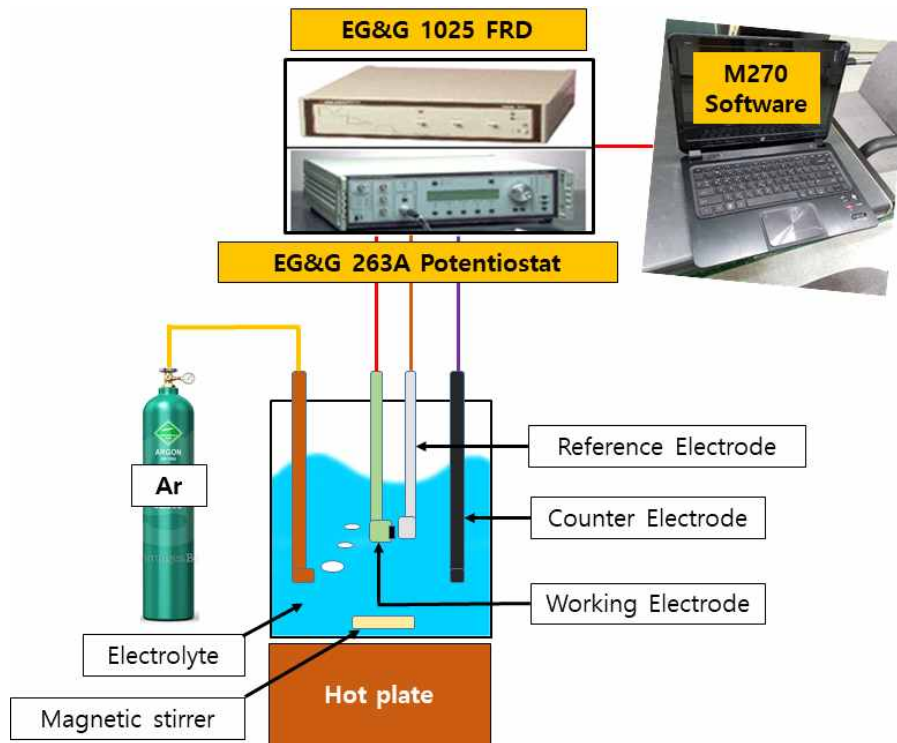 EG&G 1025 FRD
M270
Software
EG&G 263A Potentiostat
ARGON
Ar
Reference Electrode
Counter Electrode
Working Electrode
Electrolyte
Magnetic stirrer
Hot plate